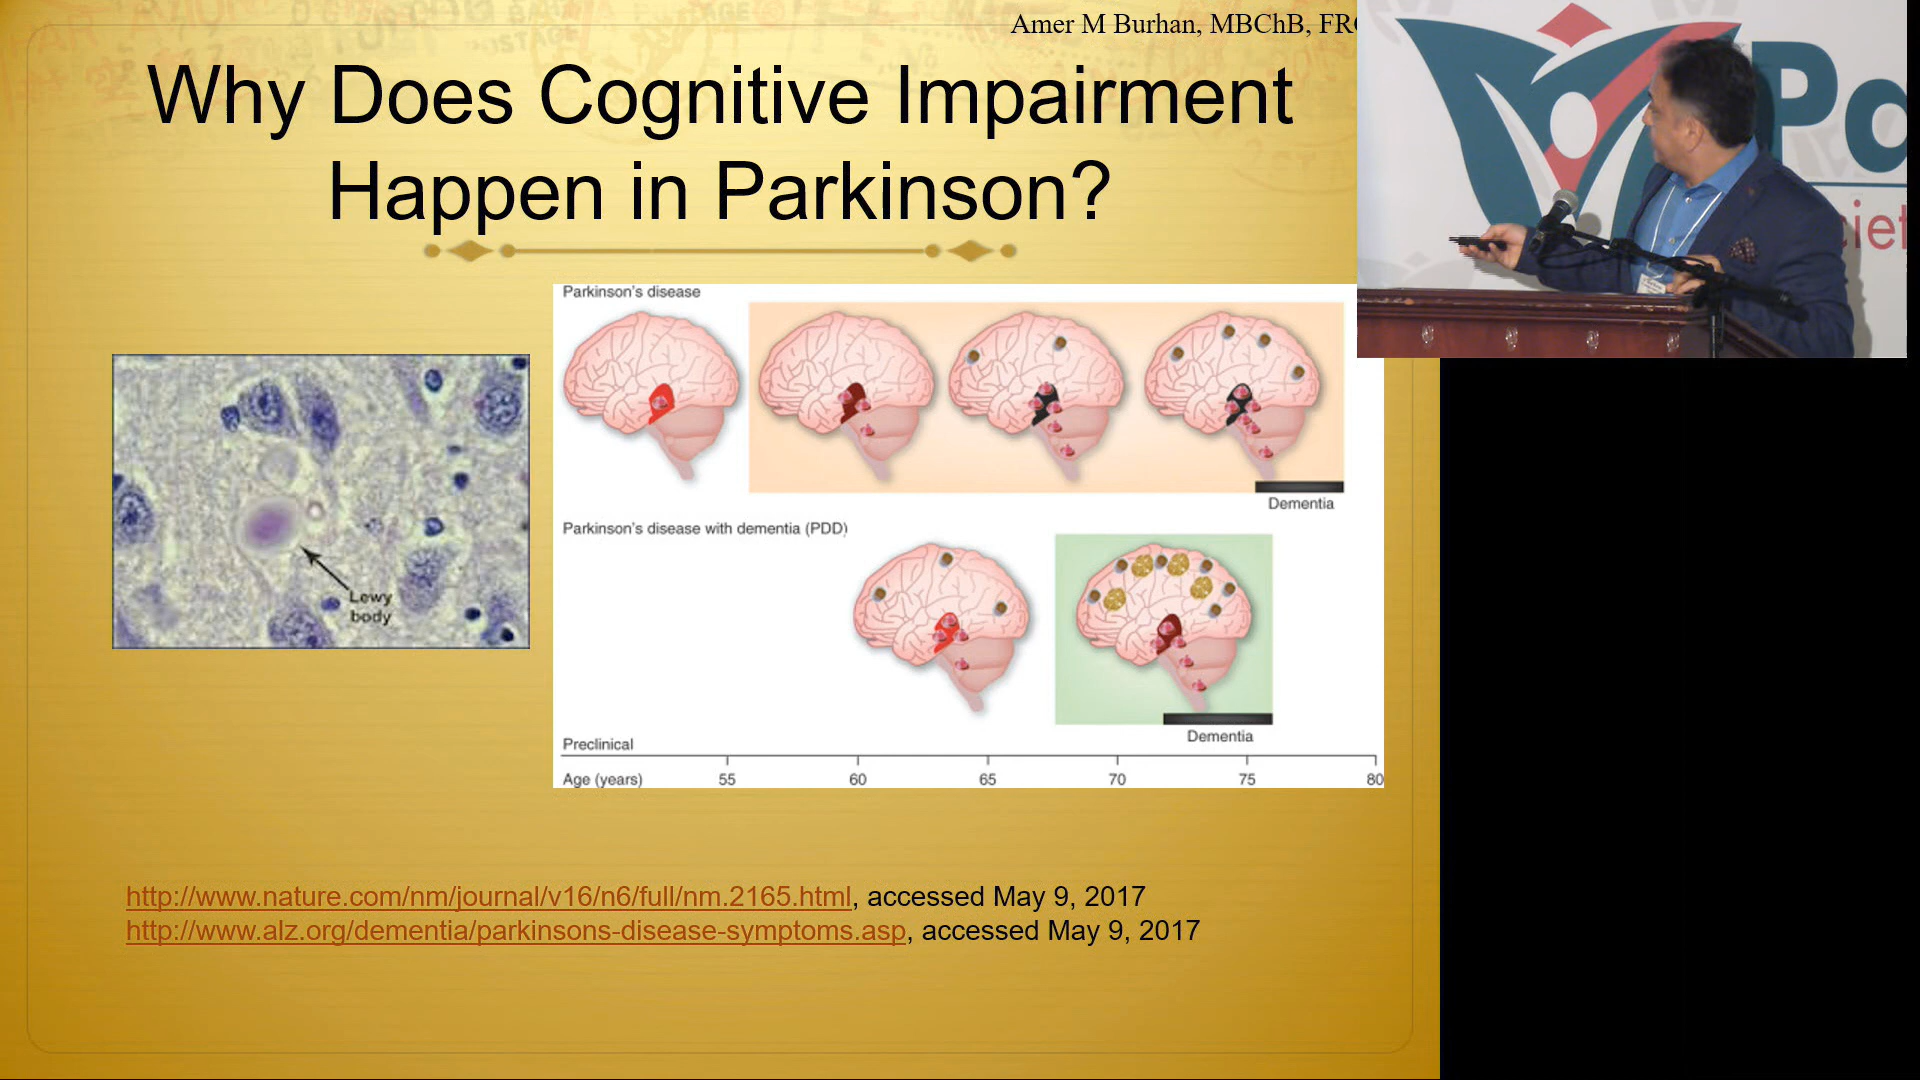 Amer M Burhan, MBChB, FRC
Why Does Cognitive Impairment
Happen in Parkinson?
Parkinson's disease
Dementia
Parkinson's disease with dementia (PDD)
Lewy
body
Dementia
Preclinical
Age (years) 55 60 65 70 75 80
http://www.nature.com/nm/journal/v16/n6/full/nm.2165.html, accessed May 9, 2017
http://www.alz.org/dementia/parkinsons-disease-symptoms.asp, accessed May 9, 2017